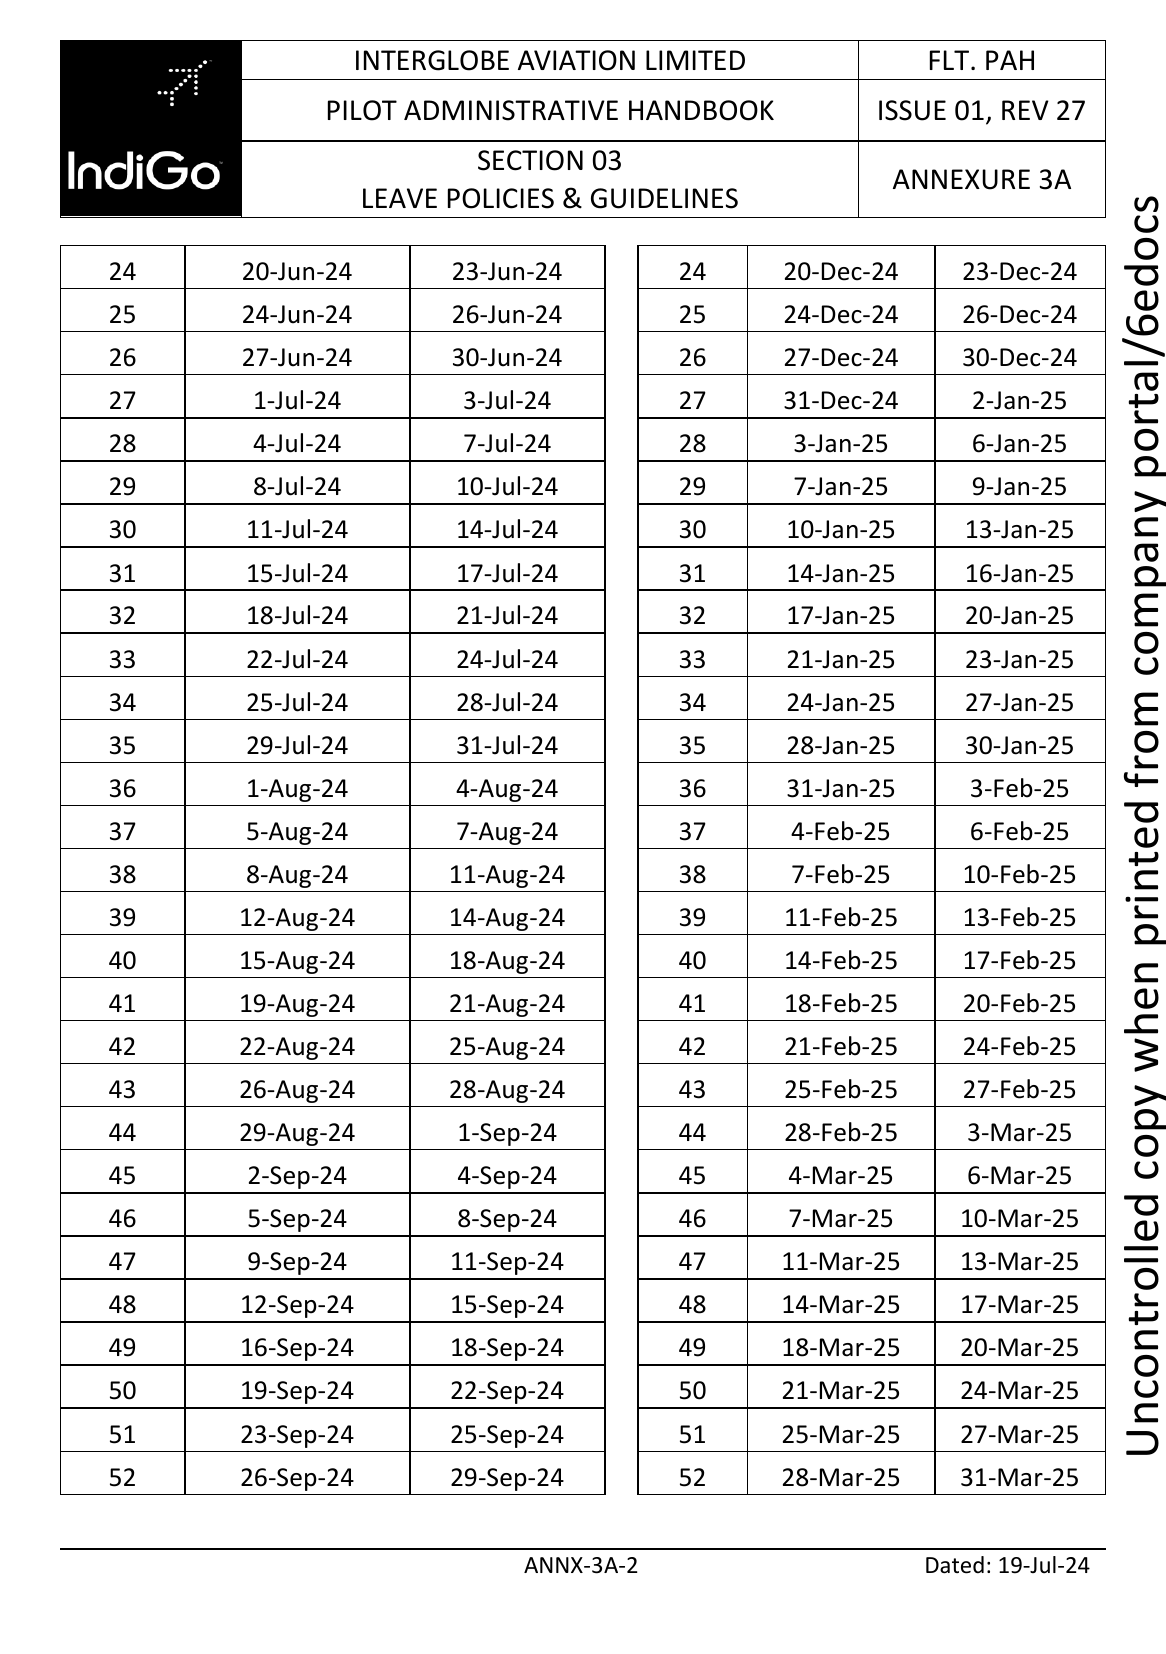 IndiGo
INTERGLOBE AVIATION LIMITED FLT. PAH
PILOT ADMINISTRATIVE HANDBOOK ISSUE 01, REV 27
SECTION 03
LEAVE POLICIES & GUIDELINES
ANNEXURE 3A
24 20-Jun-24 23-Jun-24 24 20-Dec-24 23-Dec-24
25 24-Jun-24 26-Jun-24 25 24-Dec-24 26-Dec-24
26 27-Jun-24 30-Jun-24 26 27-Dec-24 30-Dec-24
27 1-Jul-24 3-Jul-24 27 31-Dec-24 2-Jan-25
28 4-Jul-24 7-Jul-24 28 3-Jan-25 6-Jan-25
29 8-Jul-24 10-Jul-24 29 7-Jan-25 9-Jan-25
30 11-Jul-24 14-Jul-24 30 10-Jan-25 13-Jan-25
31 15-Jul-24 17-Jul-24 31 14-Jan-25 16-Jan-25
32 18-Jul-24 21-Jul-24 32 17-Jan-25 20-Jan-25
33 22-Jul-24 24-Jul-24 33 21-Jan-25 23-Jan-25
34 25-Jul-24 28-Jul-24 34 24-Jan-25 27-Jan-25
35 29-Jul-24 31-Jul-24 35 28-Jan-25 30-Jan-25
36 1-Aug-24 4-Aug-24 36 31-Jan-25 3-Feb-25
37 5-Aug-24 7-Aug-24 37 4-Feb-25 6-Feb-25
38 8-Aug-24 11-Aug-24 38 7-Feb-25 10-Feb-25
39 12-Aug-24 14-Aug-24 39 11-Feb-25 13-Feb-25
40 15-Aug-24 18-Aug-24 40 14-Feb-25 17-Feb-25
41 19-Aug-24 21-Aug-24 41 18-Feb-25 20-Feb-25
42 22-Aug-24 25-Aug-24 42 21-Feb-25 24-Feb-25
43 26-Aug-24 28-Aug-24 43 25-Feb-25 27-Feb-25
44 29-Aug-24 1-Sep-24 44 28-Feb-25 3-Mar-25
45 2-Sep-24 4-Sep-24 45 4-Mar-25 6-Mar-25
46 5-Sep-24 8-Sep-24 46 7-Mar-25 10-Mar-25
47 9-Sep-24 11-Sep-24 47 11-Mar-25 13-Mar-25
48 12-Sep-24 15-Sep-24 48 14-Mar-25 17-Mar-25
49 16-Sep-24 18-Sep-24 49 18-Mar-25 20-Mar-25
50 19-Sep-24 22-Sep-24 50 21-Mar-25 24-Mar-25
51 23-Sep-24 25-Sep-24 51 25-Mar-25 27-Mar-25
52 26-Sep-24 29-Sep-24 52 28-Mar-25 31-Mar-25
ANNX-3A-2 Dated: 19-Jul-24
Uncontrolled copy when printed from company portal/6edocs